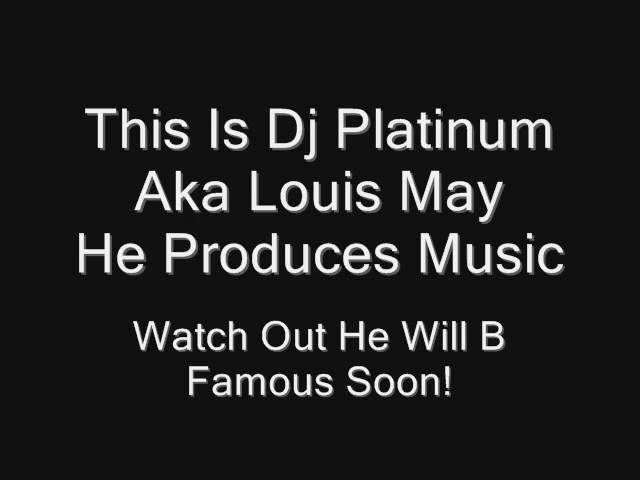 This Is Dj Platinum
Aka Louis May
He Produces Music
Watch Out He Will B
Famous Soon!